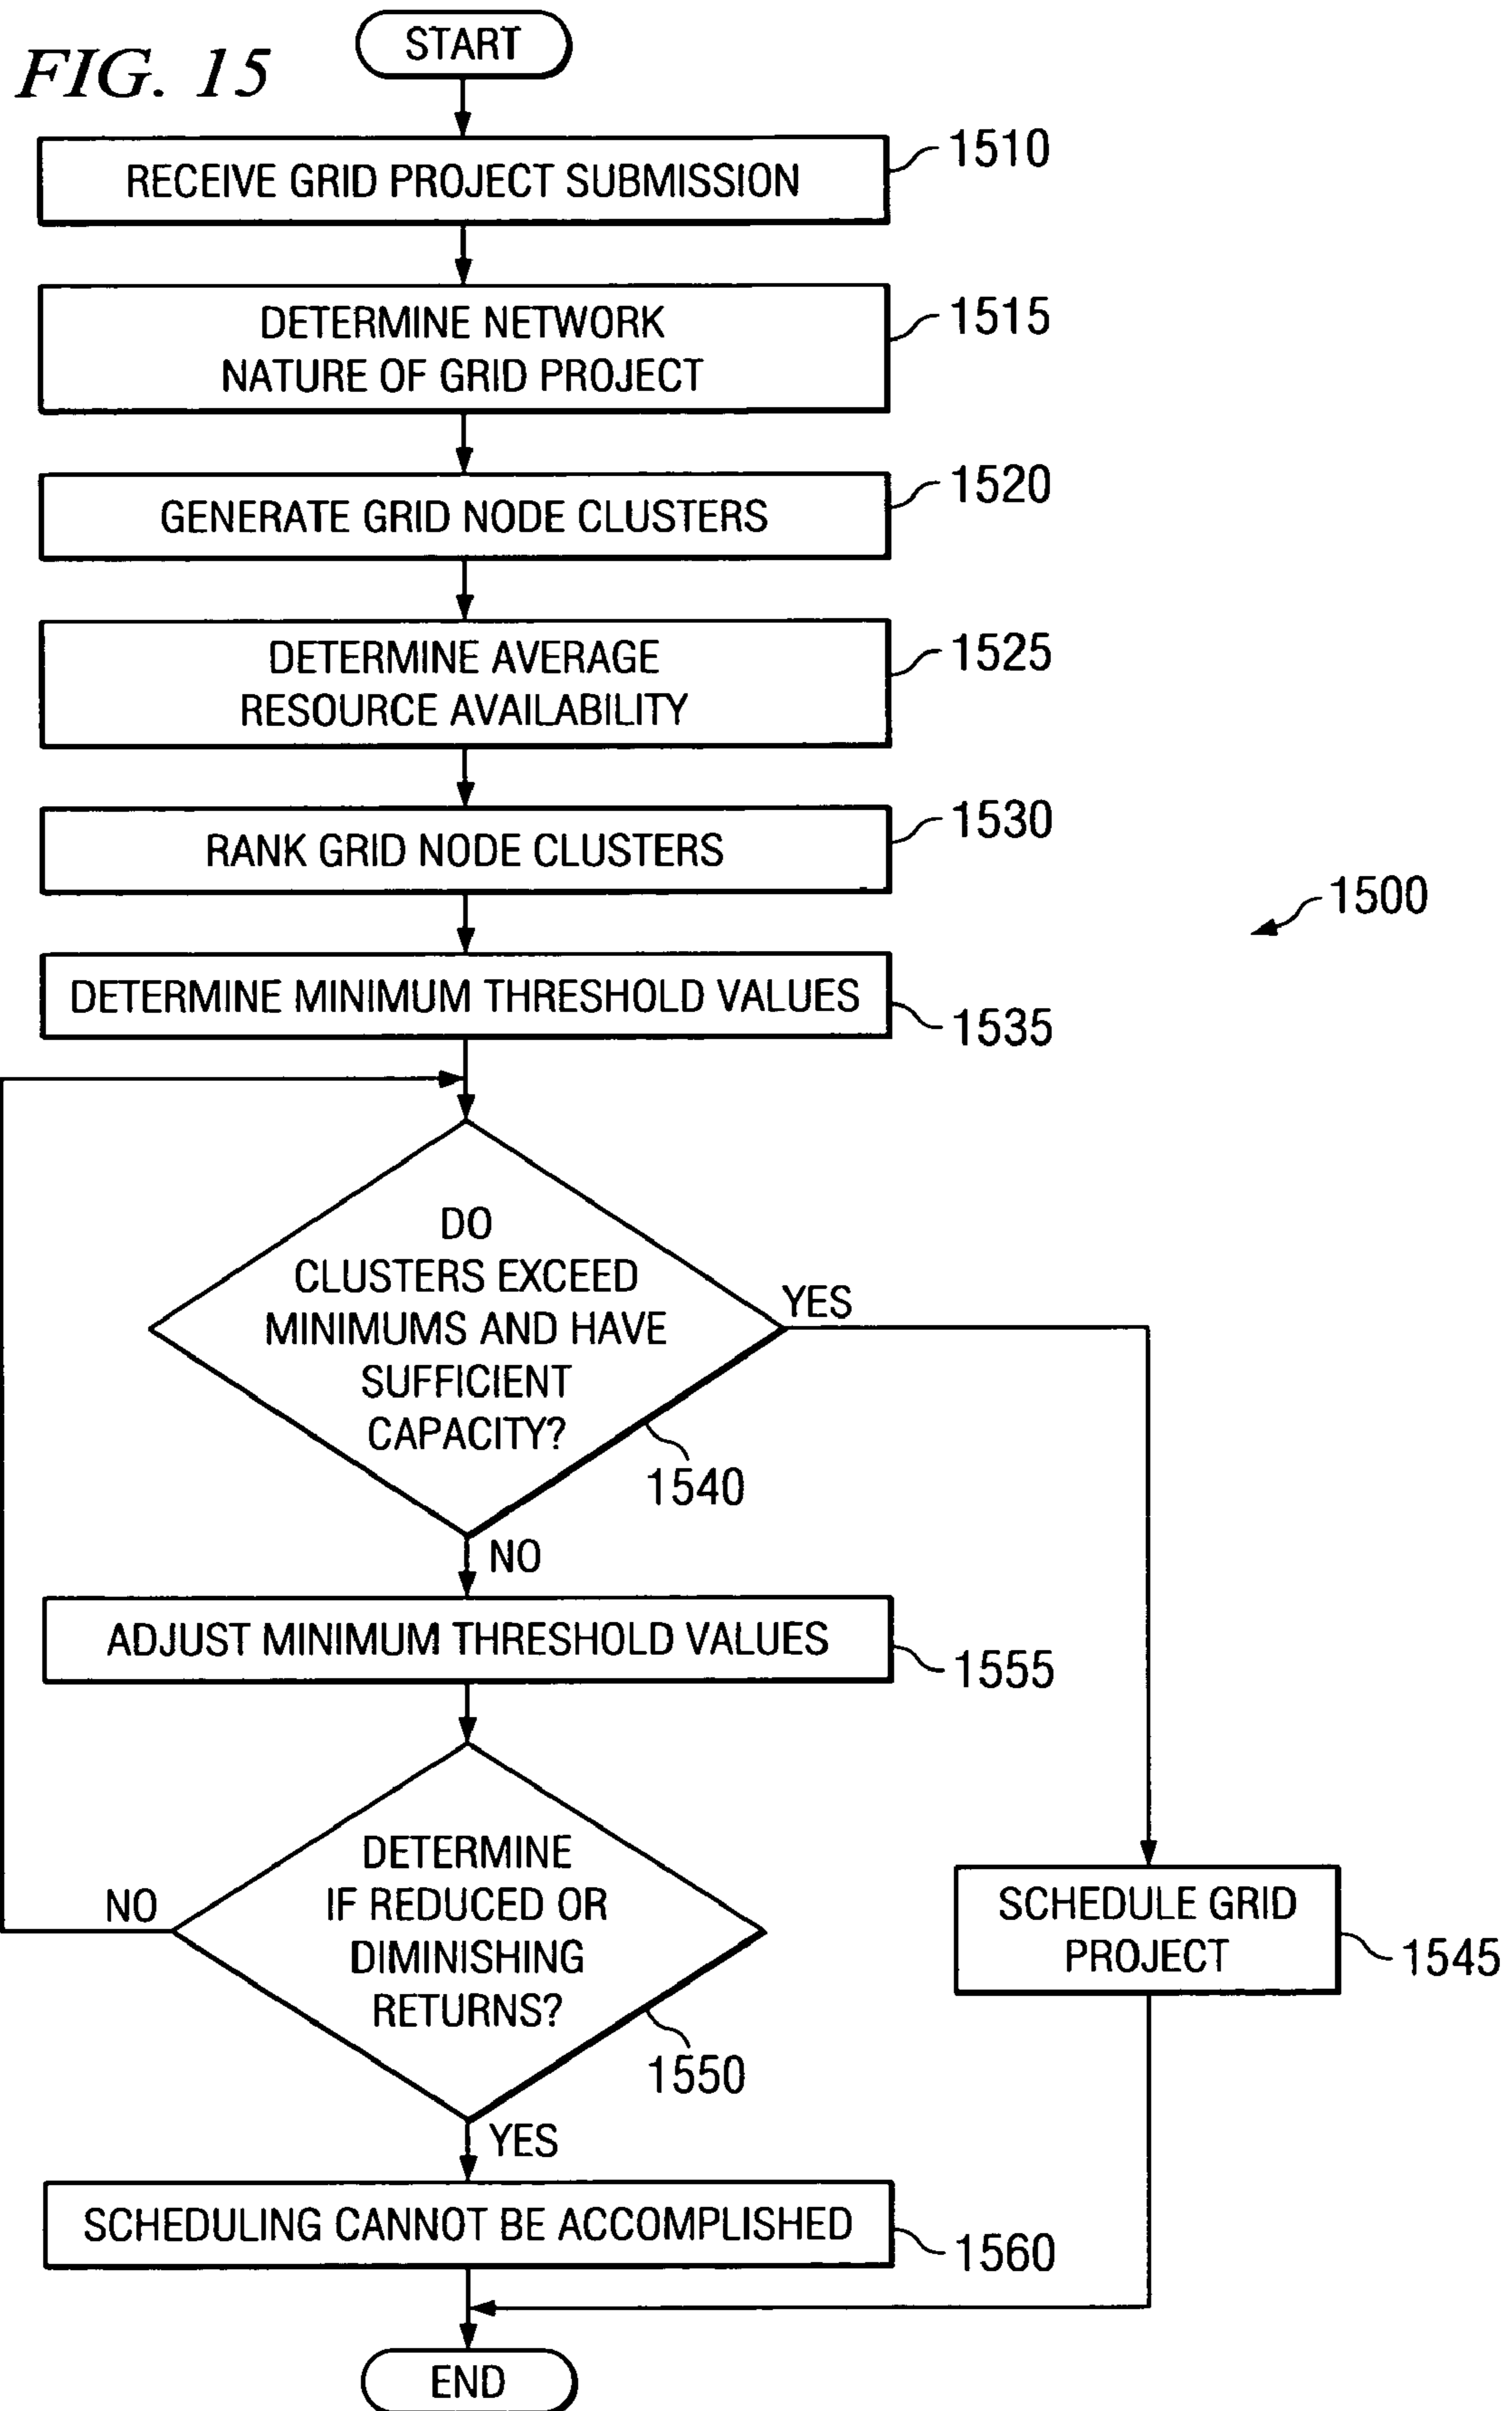 FIG. 15
START
RECEIVE GRID PROJECT SUBMISSION
1510
DETERMINE NETWORK
NATURE OF GRID PROJECT
1515
GENERATE GRID NODE CLUSTERS
1520
DETERMINE AVERAGE
RESOURCE AVAILABILITY
1525
RANK GRID NODE CLUSTERS
1530
1500
DETERMINE MINIMUM THRESHOLD VALUES
1535
DO
CLUSTERS EXCEED
MINIMUMS AND HAVE
SUFFICIENT
CAPACITY?
YES
1540
NO
ADJUST MINIMUM THRESHOLD VALUES
1555
DETERMINE
IF REDUCED OR
DIMINISHING
RETURNS?
NO
1550
YES
SCHEDULE GRID
PROJECT
1545
SCHEDULING CANNOT BE ACCOMPLISHED
1560
END